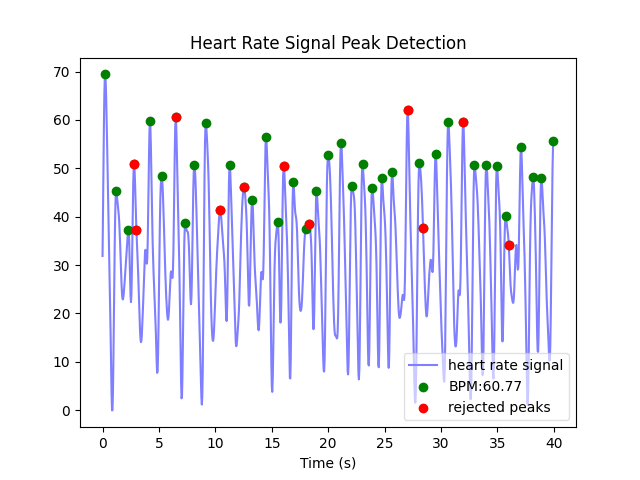 Heart Rate Signal Peak Detection
70
60
50
40
30
20
10
0
heart rate signal
BPM:60.77
rejected peaks
0 5 10 15 20 25 30 35 40
Time (s)